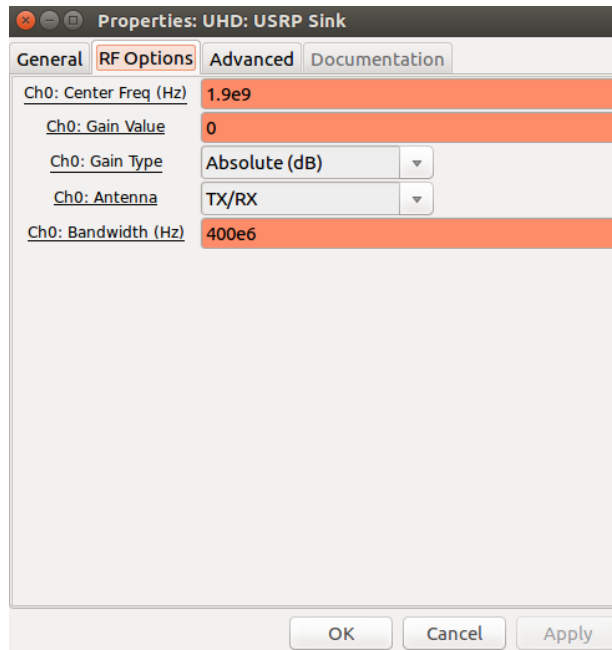 Properties: UHD: USRP Sink
General RF Options Advanced Documentation
Ch0: Center Freq (Hz) 1.9e9
Ch0: Gain Value 0
Ch0: Gain Type Absolute (dB)
Ch0: Antenna TX/RX
Ch0: Bandwidth (Hz) 400e6
OK Cancel Apply